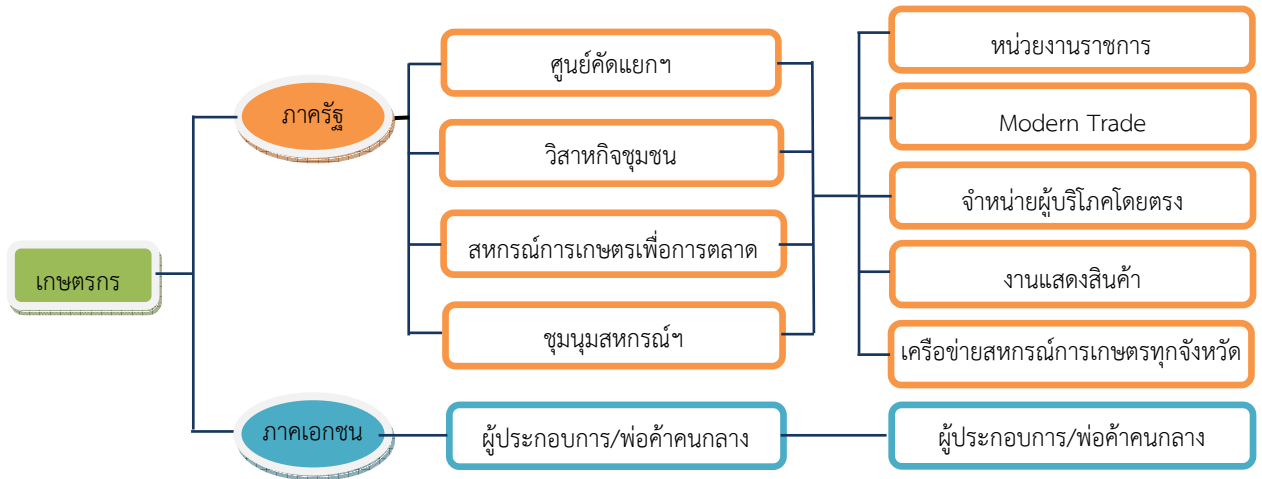 เกษตรกร
ภาครัฐ
ศูนย์คัดแยกฯ
วิสาหกิจชุมชน
สหกรณ์การเกษตรเพื่อการตลาด
ชุมนุมสหกรณ์ฯ
หน่วยงานราชการ
Modern Trade
จำหน่ายผู้บริโภคโดยตรง
งานแสดงสินค้า
เครือข่ายสหกรณ์การเกษตรทุกจังหวัด
ภาคเอกชน
ผู้ประกอบการ/พ่อค้าคนกลาง
ผู้ประกอบการ/พ่อค้าคนกลาง